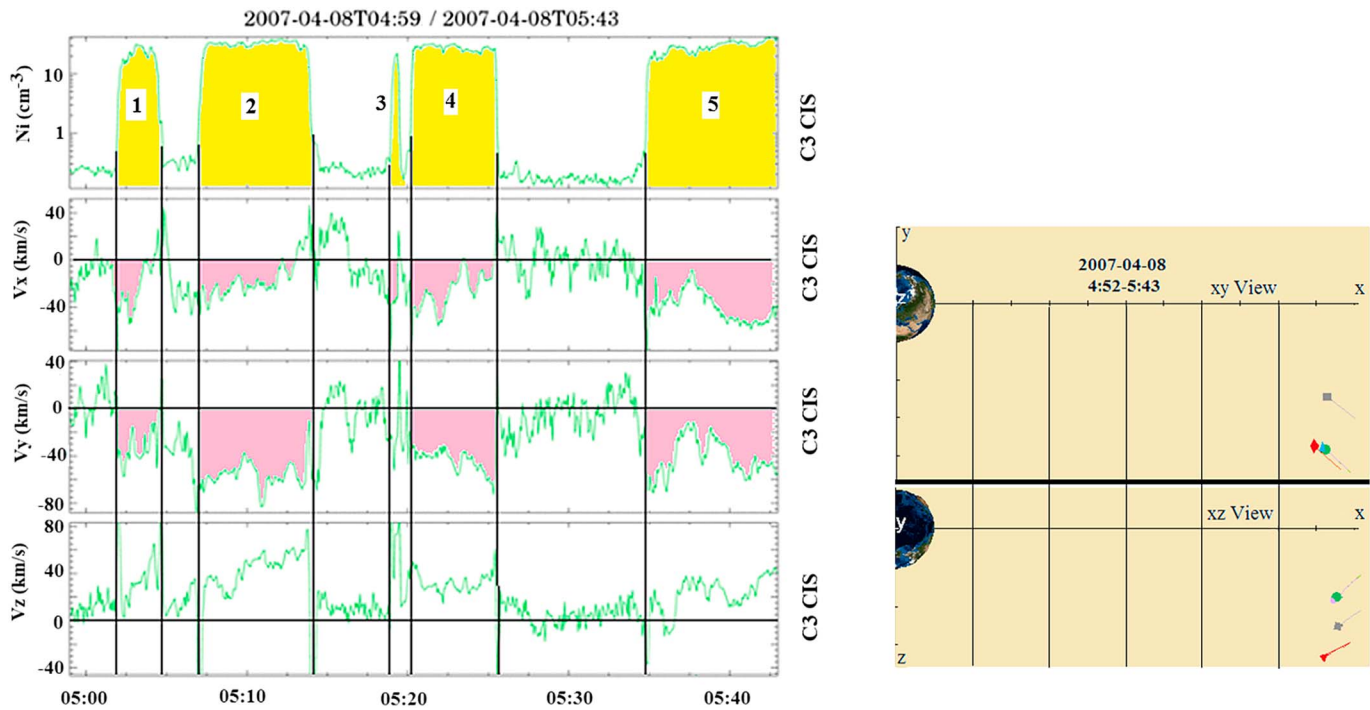 2007-04-08T04:59 / 2007-04-08T05:43
Ni (cm-3)
10
1
1
2
3
4
5
C3 CIS
Vx (km/s)
40
0
-40
C3 CIS
Vy (km/s)
40
0
-40
-80
C3 CIS
Vz (km/s)
80
40
0
-40
C3 CIS
05:00 05:10 05:20 05:30 05:40
y
2007-04-08
4:52-5:43
xy View x
z
xz View x
y
z